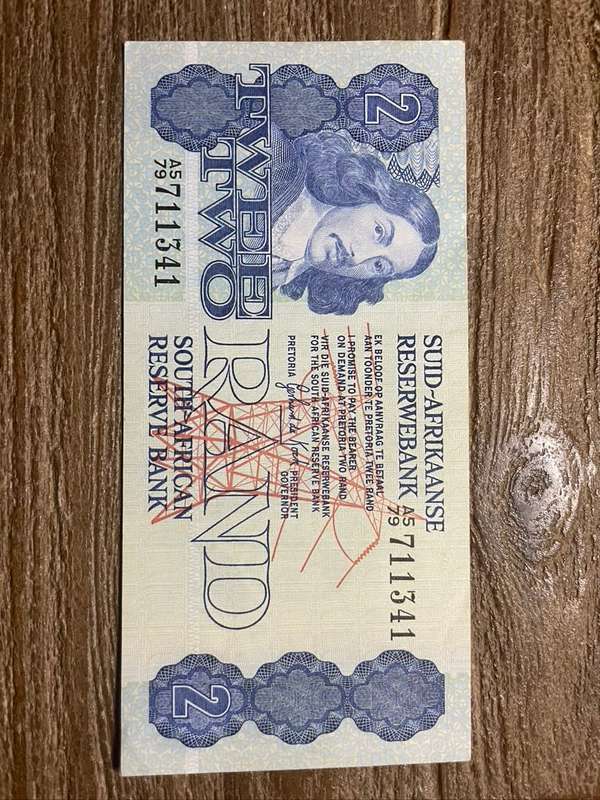 2
SUID-AFRIKAANSE
RESERWEBANK
A5
79 711341
EK BELOOF OP AANVRAAG TE BETAAL
AAN TOONDER TE PRETORIA TWEE RAND
I PROMISE TO PAY THE BEARER
ON DEMAND AT PRETORIA TWO RAND
VIR DIE SUID-AFRIKAANSE RESERWEBANK
FOR THE SOUTH AFRICAN RESERVE BANK
PRETORIA PRESIDENT
GOVERNOR
TWEE
TWO RAND
A5
79 711341
SOUTH AFRICAN
RESERVE BANK
2